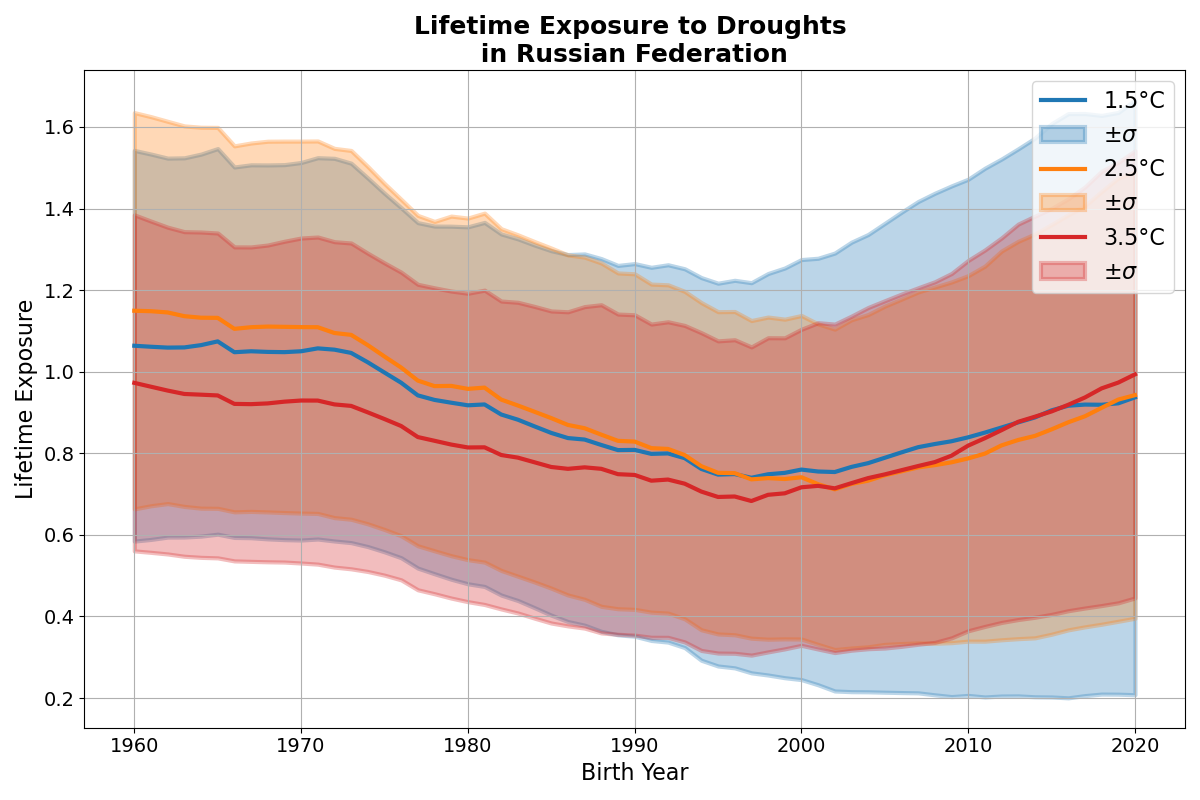 Lifetime Exposure to Droughts
in Russian Federation
Lifetime Exposure
1.6
1.4
1.2
1.0
0.8
0.6
0.4
0.2
1960 1970 1980 1990 2000 2010 2020
Birth Year
1.5°C
±σ
2.5°C
±σ
3.5°C
±σ